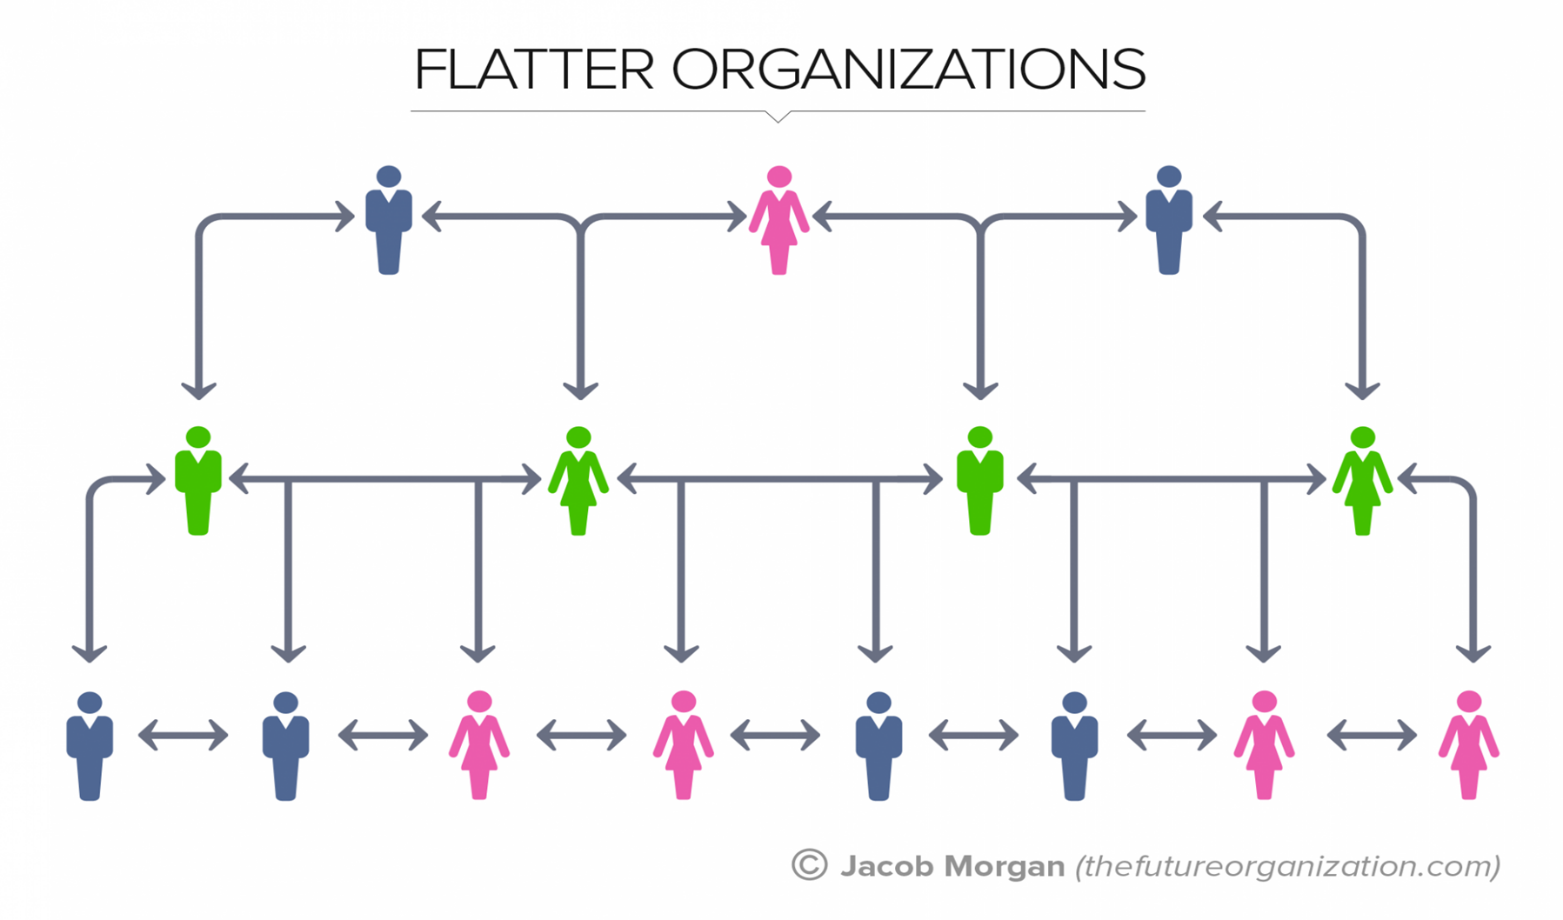 FLATTER ORGANIZATIONS
© Jacob Morgan (thefutureorganization.com)